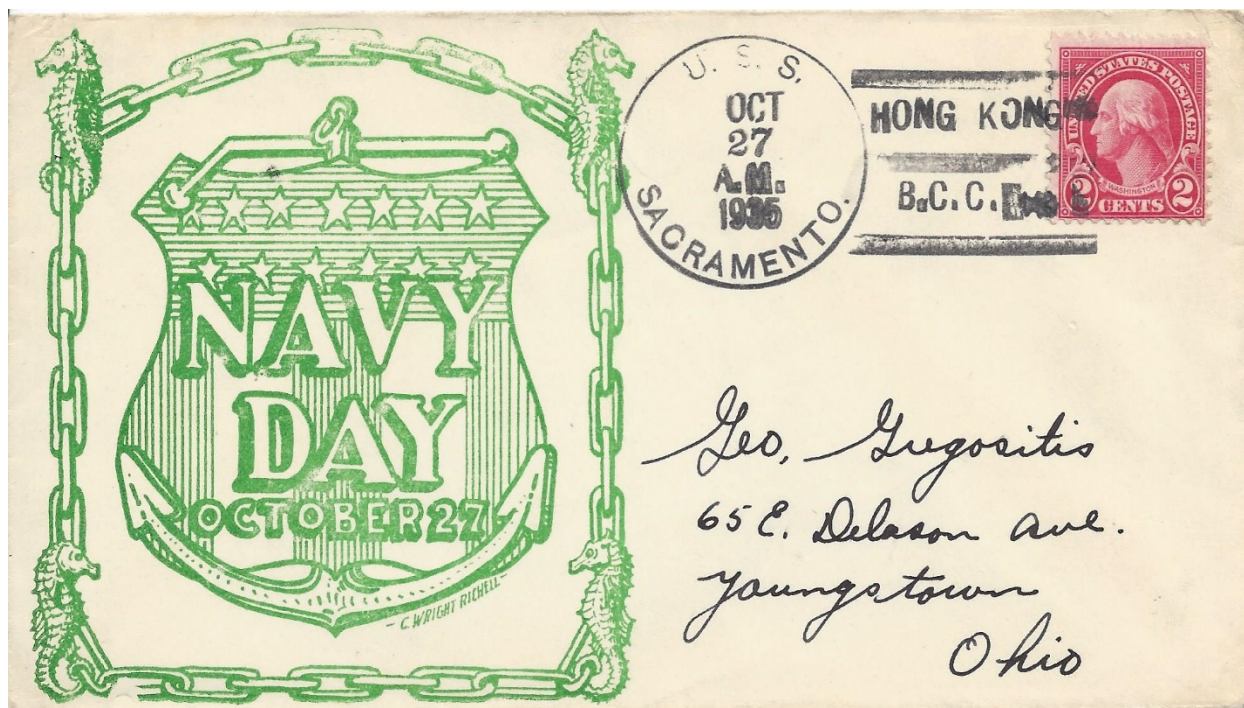 NAVY
DAY
OCTOBER 27
- C. WRIGHT RICHELL -
U. S. S.
OCT
27
A.M.
1935
SACRAMENTO.
HONG KONG
B.C.C.
UNITED STATES POSTAGE
WASHINGTON
2 CENTS 2
Geo, Gregositis
65 E. Delason Ave.
Youngstown
Ohio